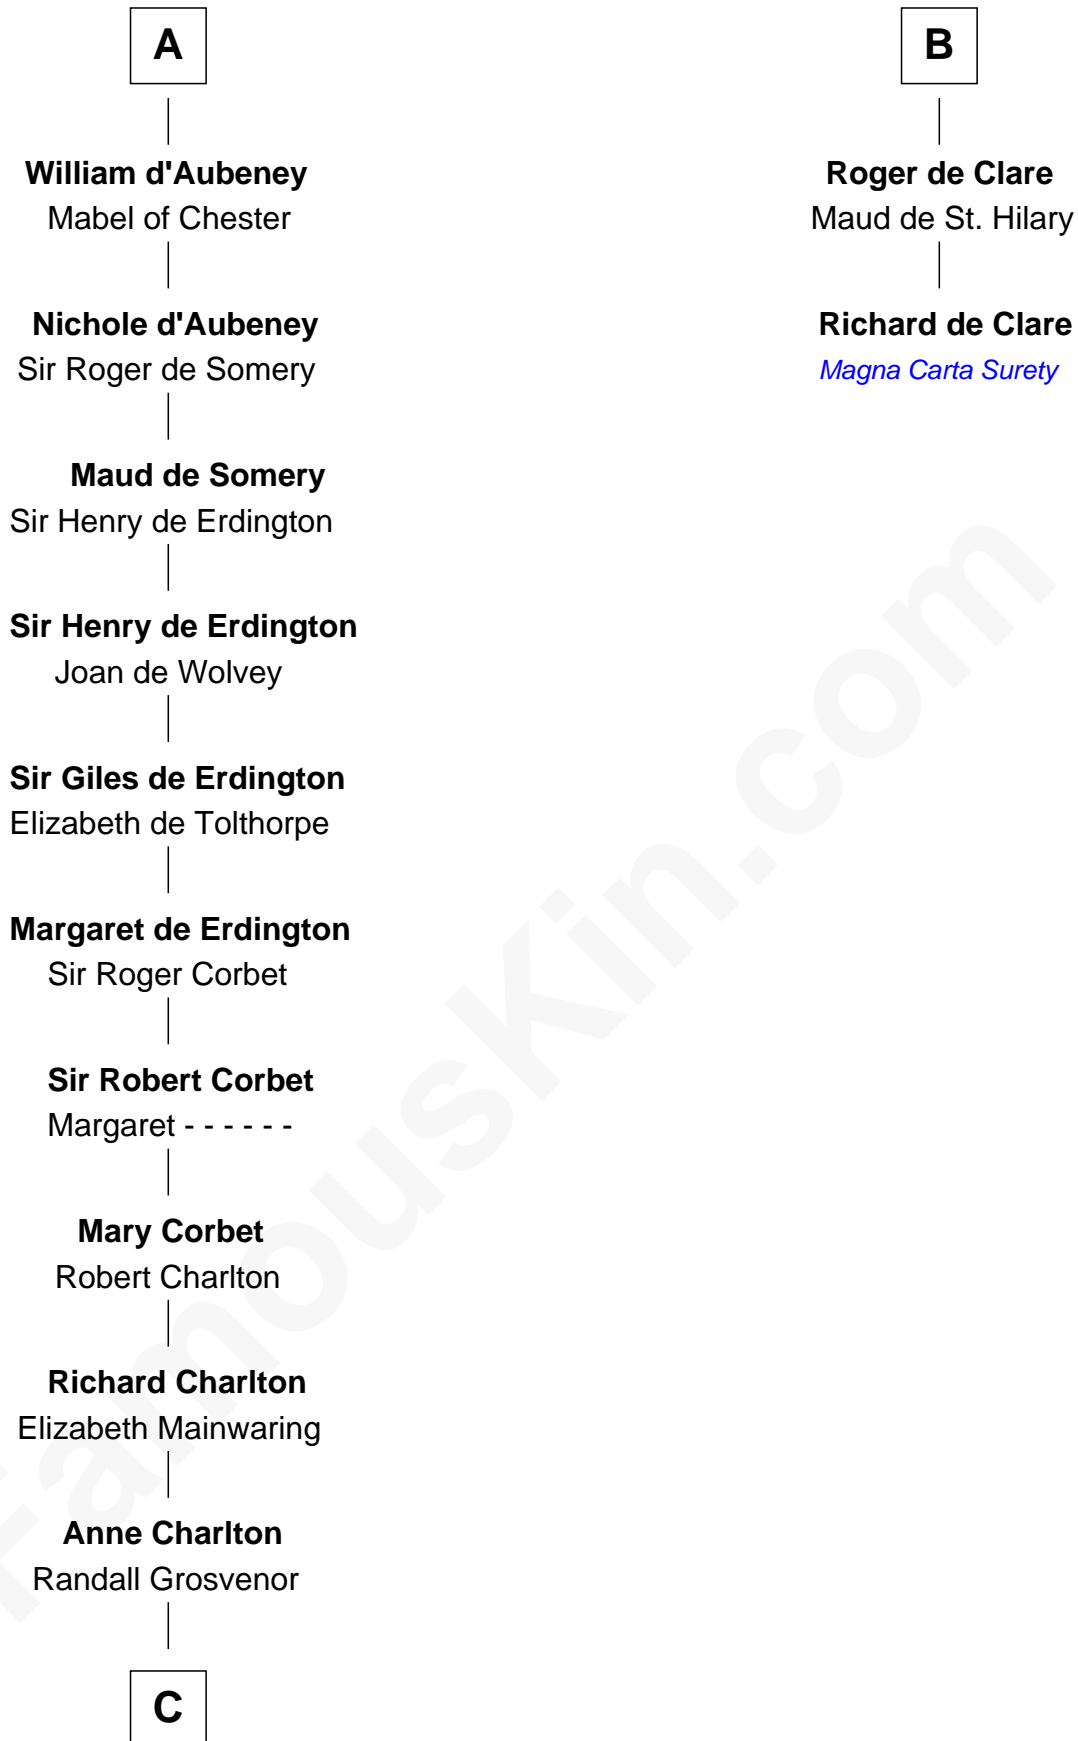 A
William d'Aubeney
Mabel of Chester
Nichole d'Aubeney
Sir Roger de Somery
Maud de Somery
Sir Henry de Erdington
Sir Henry de Erdington
Joan de Wolvey
Sir Giles de Erdington
Elizabeth de Tolthorpe
Margaret de Erdington
Sir Roger Corbet
Sir Robert Corbet
Margaret - - - - - -
Mary Corbet
Robert Charlton
Richard Charlton
Elizabeth Mainwaring
Anne Charlton
Randall Grosvenor
C
B
Roger de Clare
Maud de St. Hilary
Richard de Clare
Magna Carta Surety
FamousKin.com